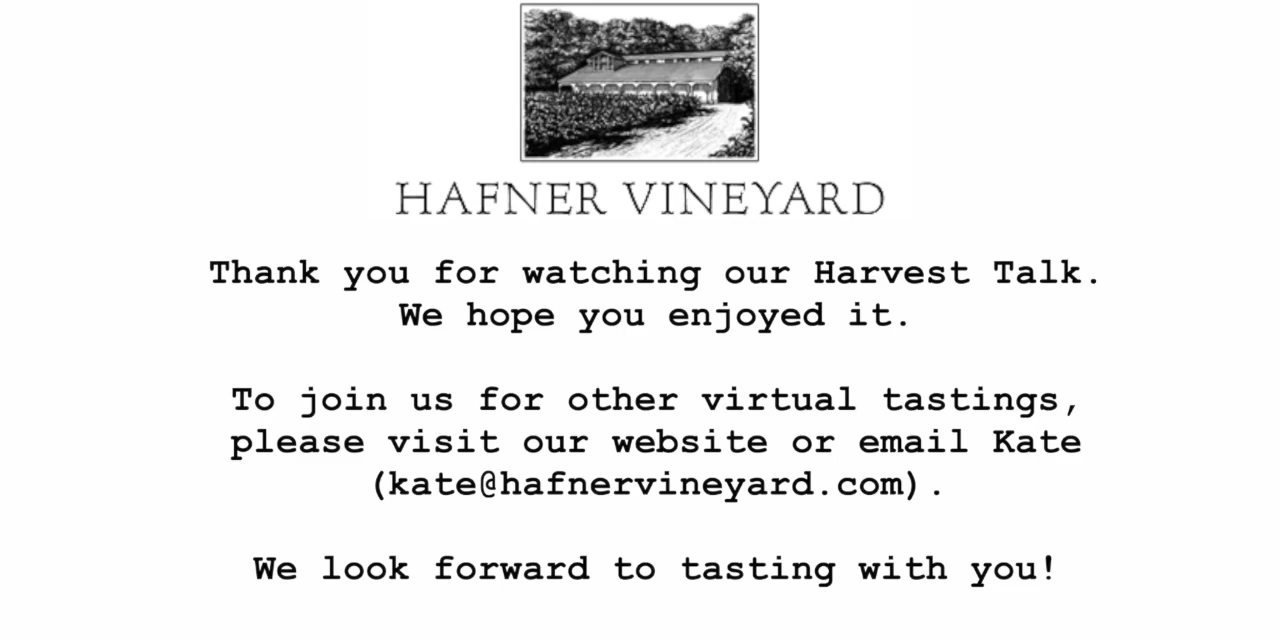 HAFNER VINEYARD
Thank you for watching our Harvest Talk.
We hope you enjoyed it.
To join us for other virtual tastings,
please visit our website or email Kate
(kate@hafnervineyard.com).
We look forward to tasting with you!